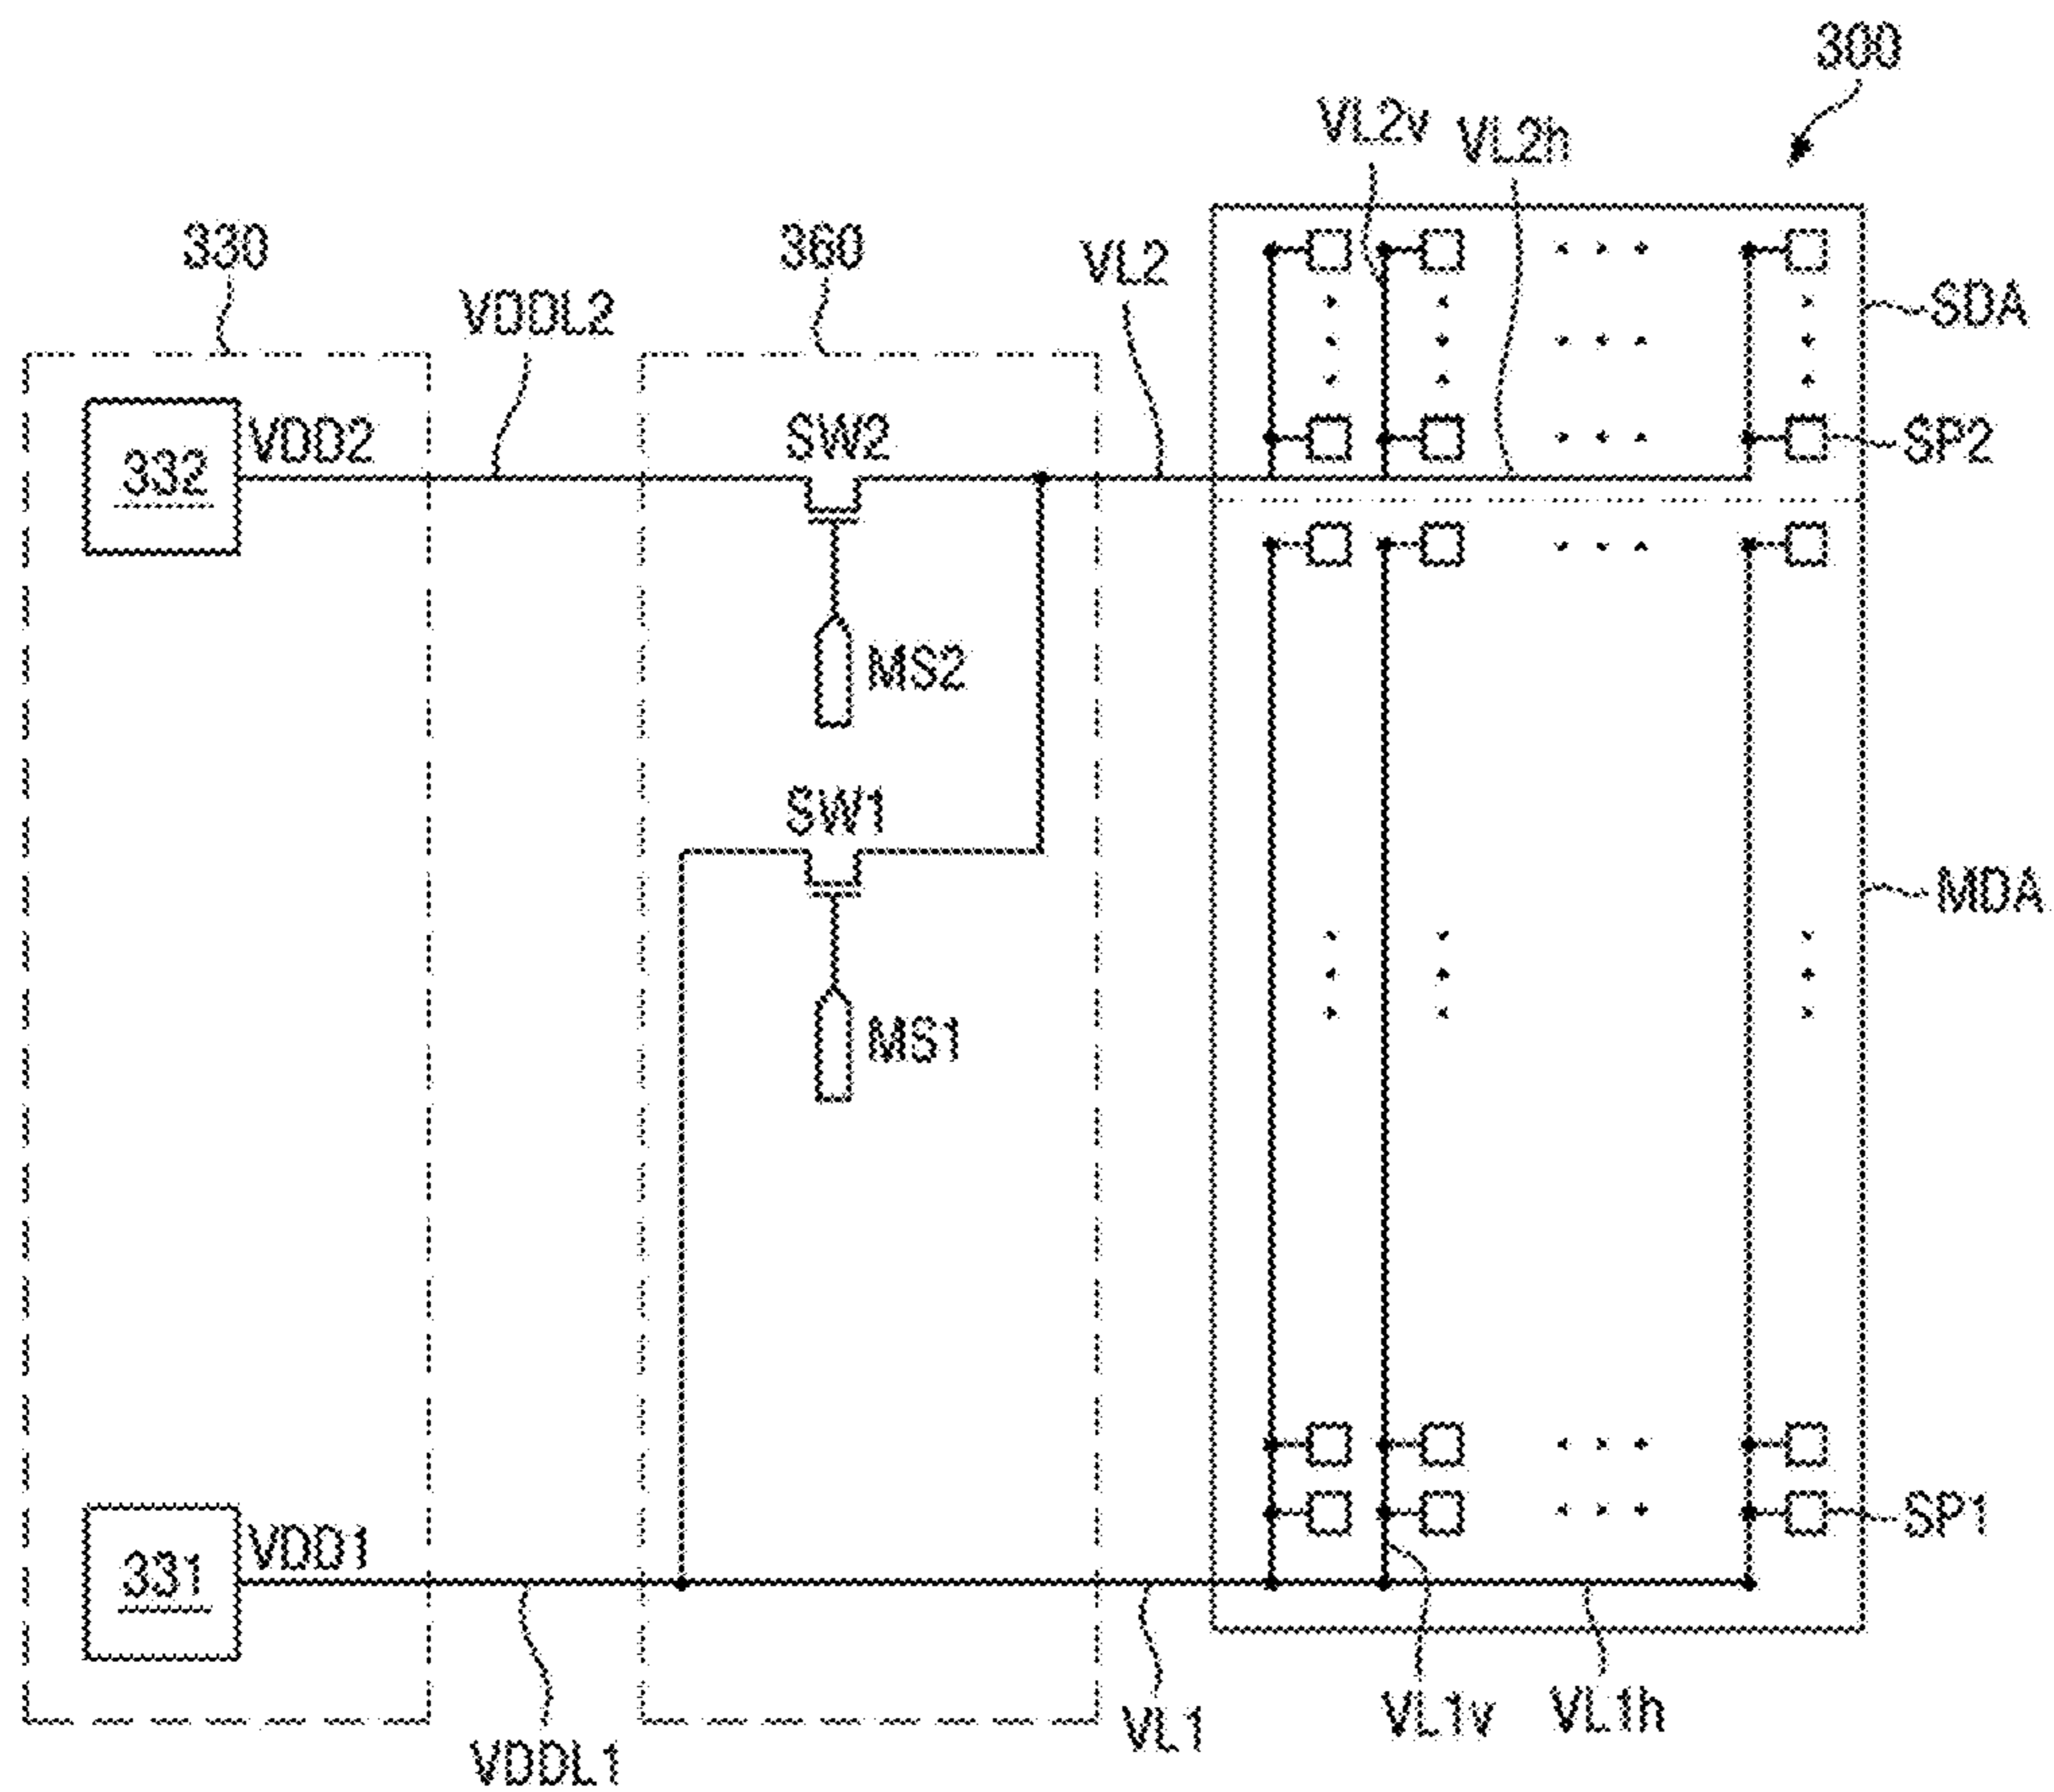 300
VL2v
VL2h
330
360
VL2
VDDL2
SDA
SW2
VDD2
332
SP2
MS2
SW1
MDA
MS1
SP1
VDD1
331
VL1
VL1v
VL1h
VDDL1